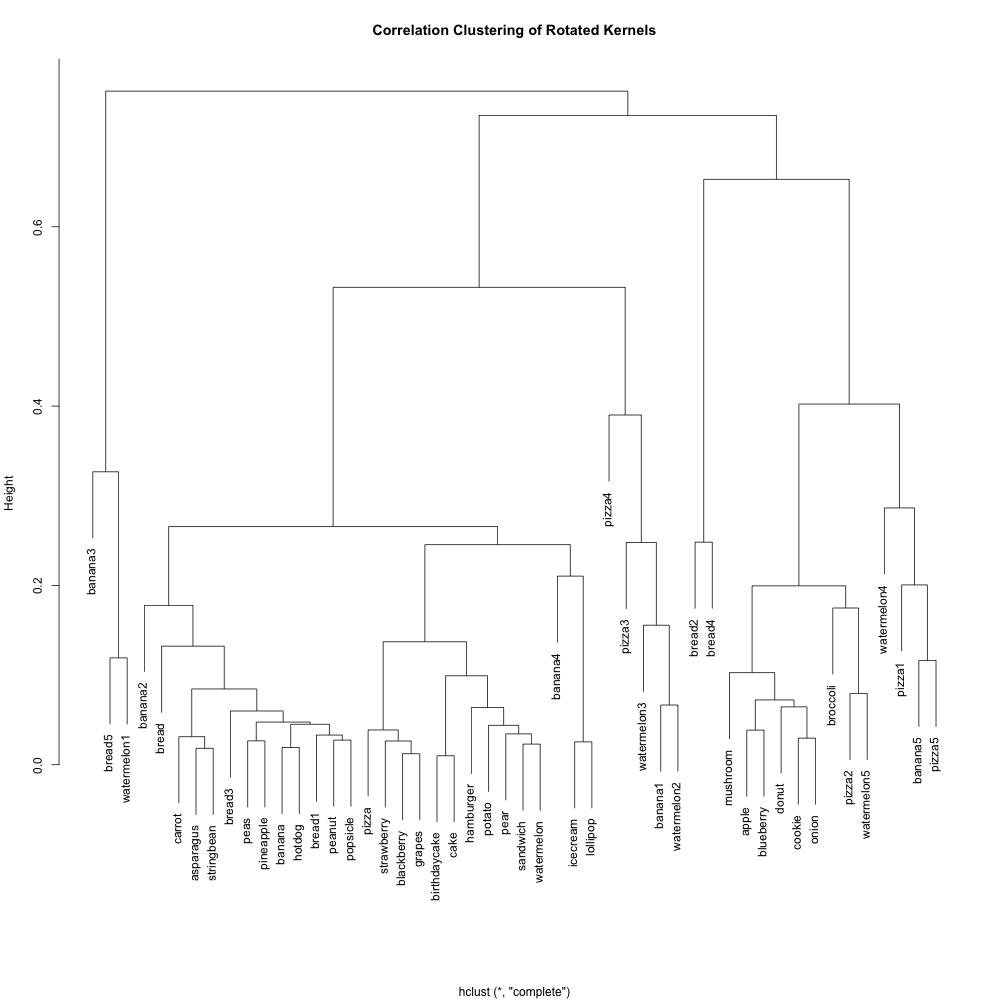 Correlation Clustering of Rotated Kernels
Height
0.0
0.2
0.4
0.6
banana3
bread5
watermelon1
banana2
bread
carrot
asparagus
stringbean
bread3
peas
pineapple
banana
hotdog
bread1
peanut
popsicle
pizza
strawberry
blackberry
grapes
birthdaycake
cake
hamburger
potato
pear
sandwich
watermelon
banana4
icecream
lollipop
pizza4
pizza3
watermelon3
banana1
watermelon2
bread2
bread4
mushroom
apple
blueberry
donut
cookie
onion
broccoli
pizza2
watermelon5
watermelon4
pizza1
banana5
pizza5
hclust (*, "complete")